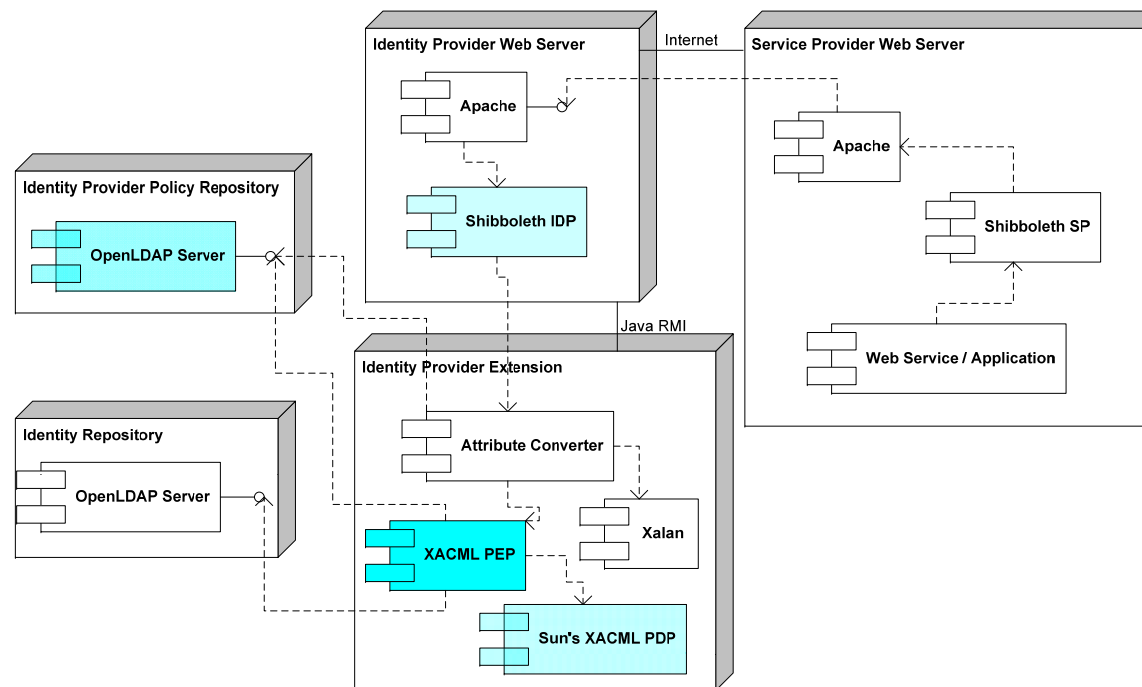 Identity Provider Web Server
Internet
Service Provider Web Server
Apache
Apache
Identity Provider Policy Repository
Shibboleth IDP
Shibboleth SP
OpenLDAP Server
Java RMI
Web Service / Application
Identity Provider Extension
Identity Repository
Attribute Converter
OpenLDAP Server
Xalan
XACML PEP
Sun's XACML PDP